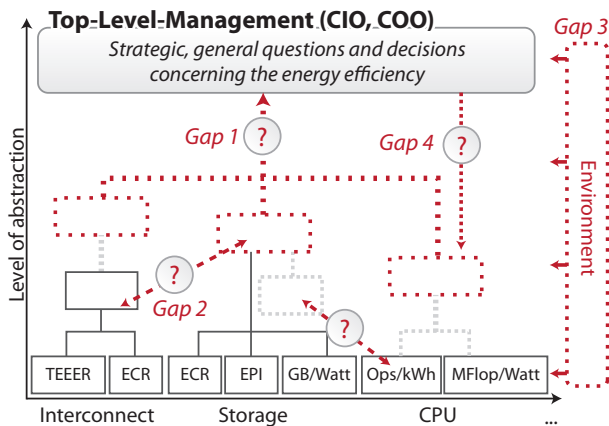 Top-Level-Management (CIO, COO)
Strategic, general questions and decisions
concerning the energy efficiency
Gap 3
Gap 1
?
Gap 4
?
Environment
Level of abstraction
?
Gap 2
?
TEEER
ECR
ECR
EPI
GB/Watt
Ops/kWh
MFlop/Watt
Interconnect
Storage
CPU
...